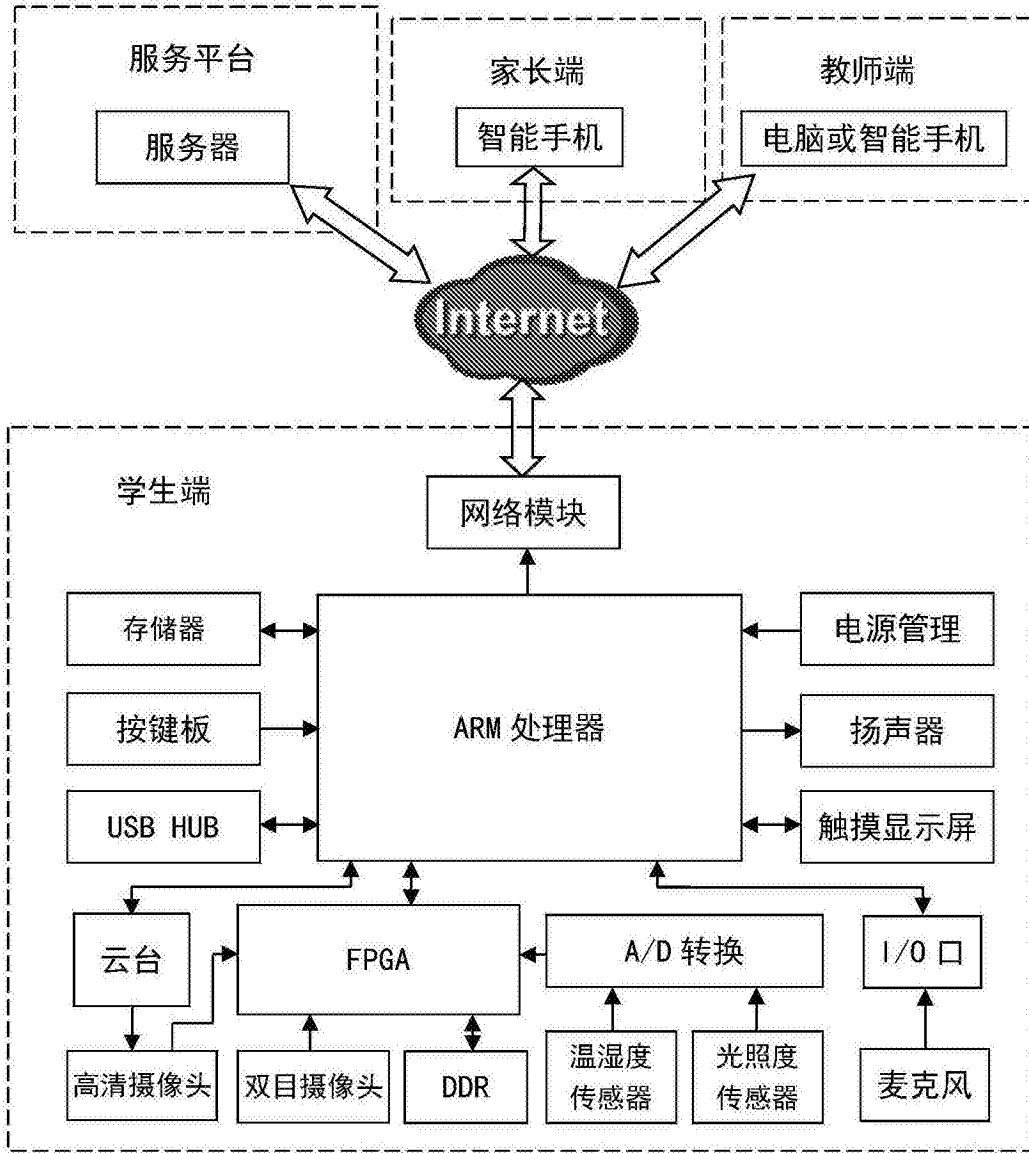 服务平台
服务器
家长端
智能手机
教师端
电脑或智能手机
Internet
学生端
网络模块
存储器
按键板
USB HUB
ARM 处理器
电源管理
扬声器
触摸显示屏
云台
FPGA
A/D 转换
I/O 口
高清摄像头
双目摄像头
DDR
温湿度
传感器
光照度
传感器
麦克风